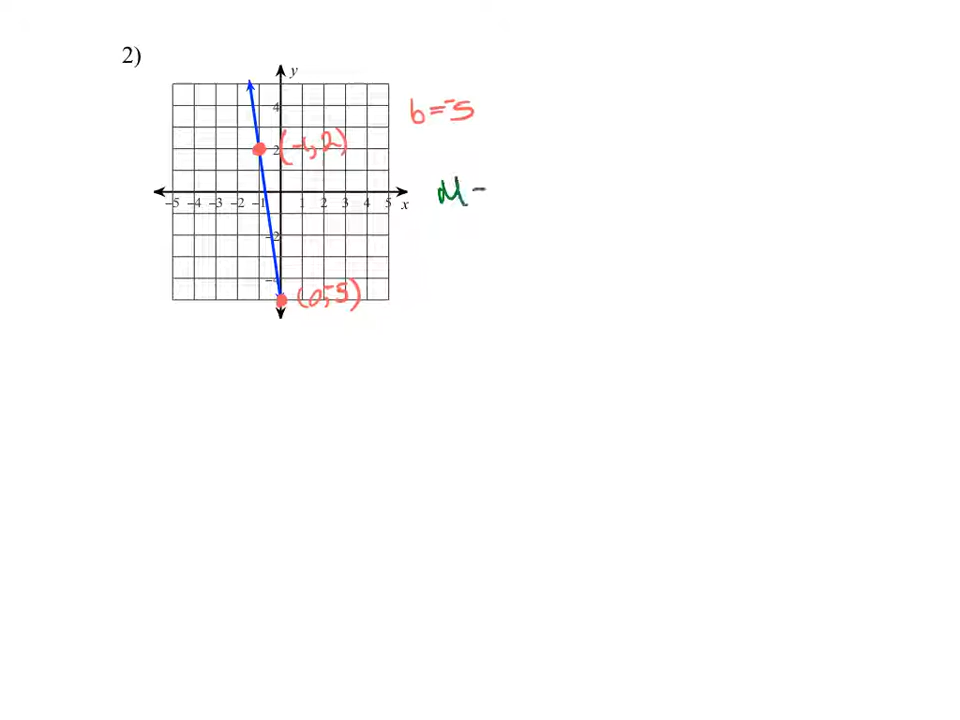 2)
y
4
b = -5
(-1, 2)
2
M =
-5 -4 -3 -2 -1 1 2 3 4 5 x
-2
-4
(0, -5)